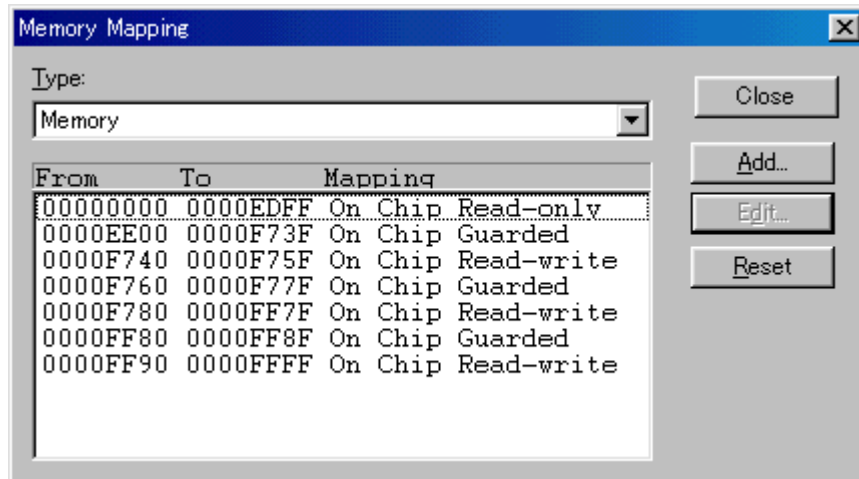 Memory Mapping
Type:
Memory
Close
Add...
Edit...
Reset
From To Mapping
00000000 0000EDFF On Chip Read-only
0000EE00 0000F73F On Chip Guarded
0000F740 0000F75F On Chip Read-write
0000F760 0000F77F On Chip Guarded
0000F780 0000FF7F On Chip Read-write
0000FF80 0000FF8F On Chip Guarded
0000FF90 0000FFFF On Chip Read-write